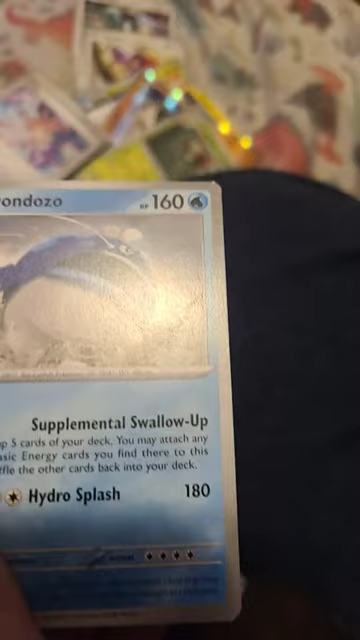 ondozo HP 160
Supplemental Swallow-Up
p 5 cards of your deck. You may attach any
asic Energy cards you find there to this
ffle the other cards back into your deck.
Hydro Splash 180